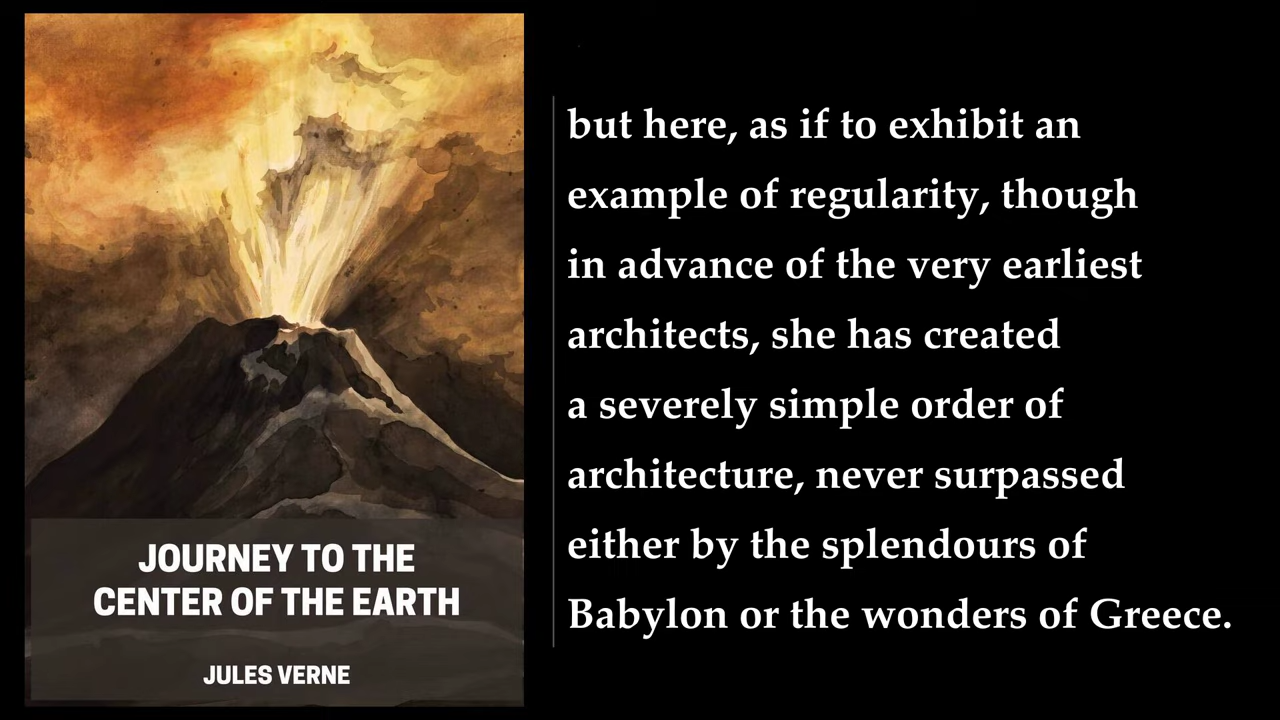 JOURNEY TO THE
CENTER OF THE EARTH
JULES VERNE
but here, as if to exhibit an
example of regularity, though
in advance of the very earliest
architects, she has created
a severely simple order of
architecture, never surpassed
either by the splendours of
Babylon or the wonders of Greece.